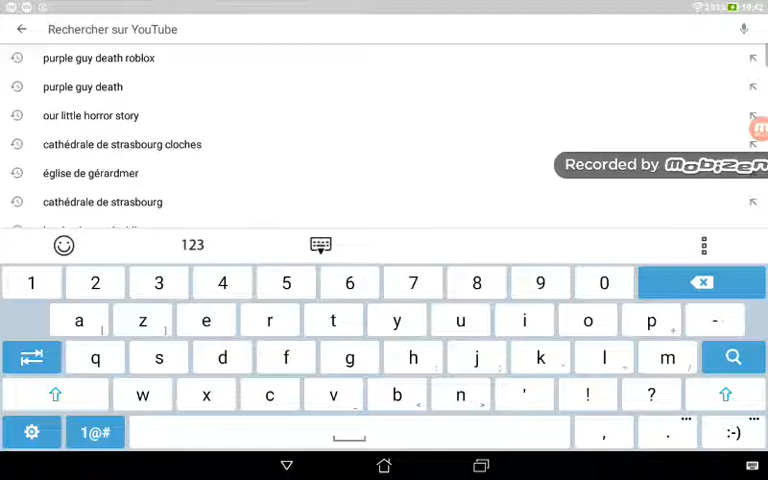 19:42
Rechercher sur YouTube
purple guy death roblox
purple guy death
our little horror story
cathédrale de strasbourg cloches
Recorded by mobizen
église de gérardmer
cathédrale de strasbourg
123
1 2 3 4 5 6 7 8 9 0
a z e r t y u i o p -
q s d f g h j k l m
w x c v b n ' ! ?
1@# , . :-)